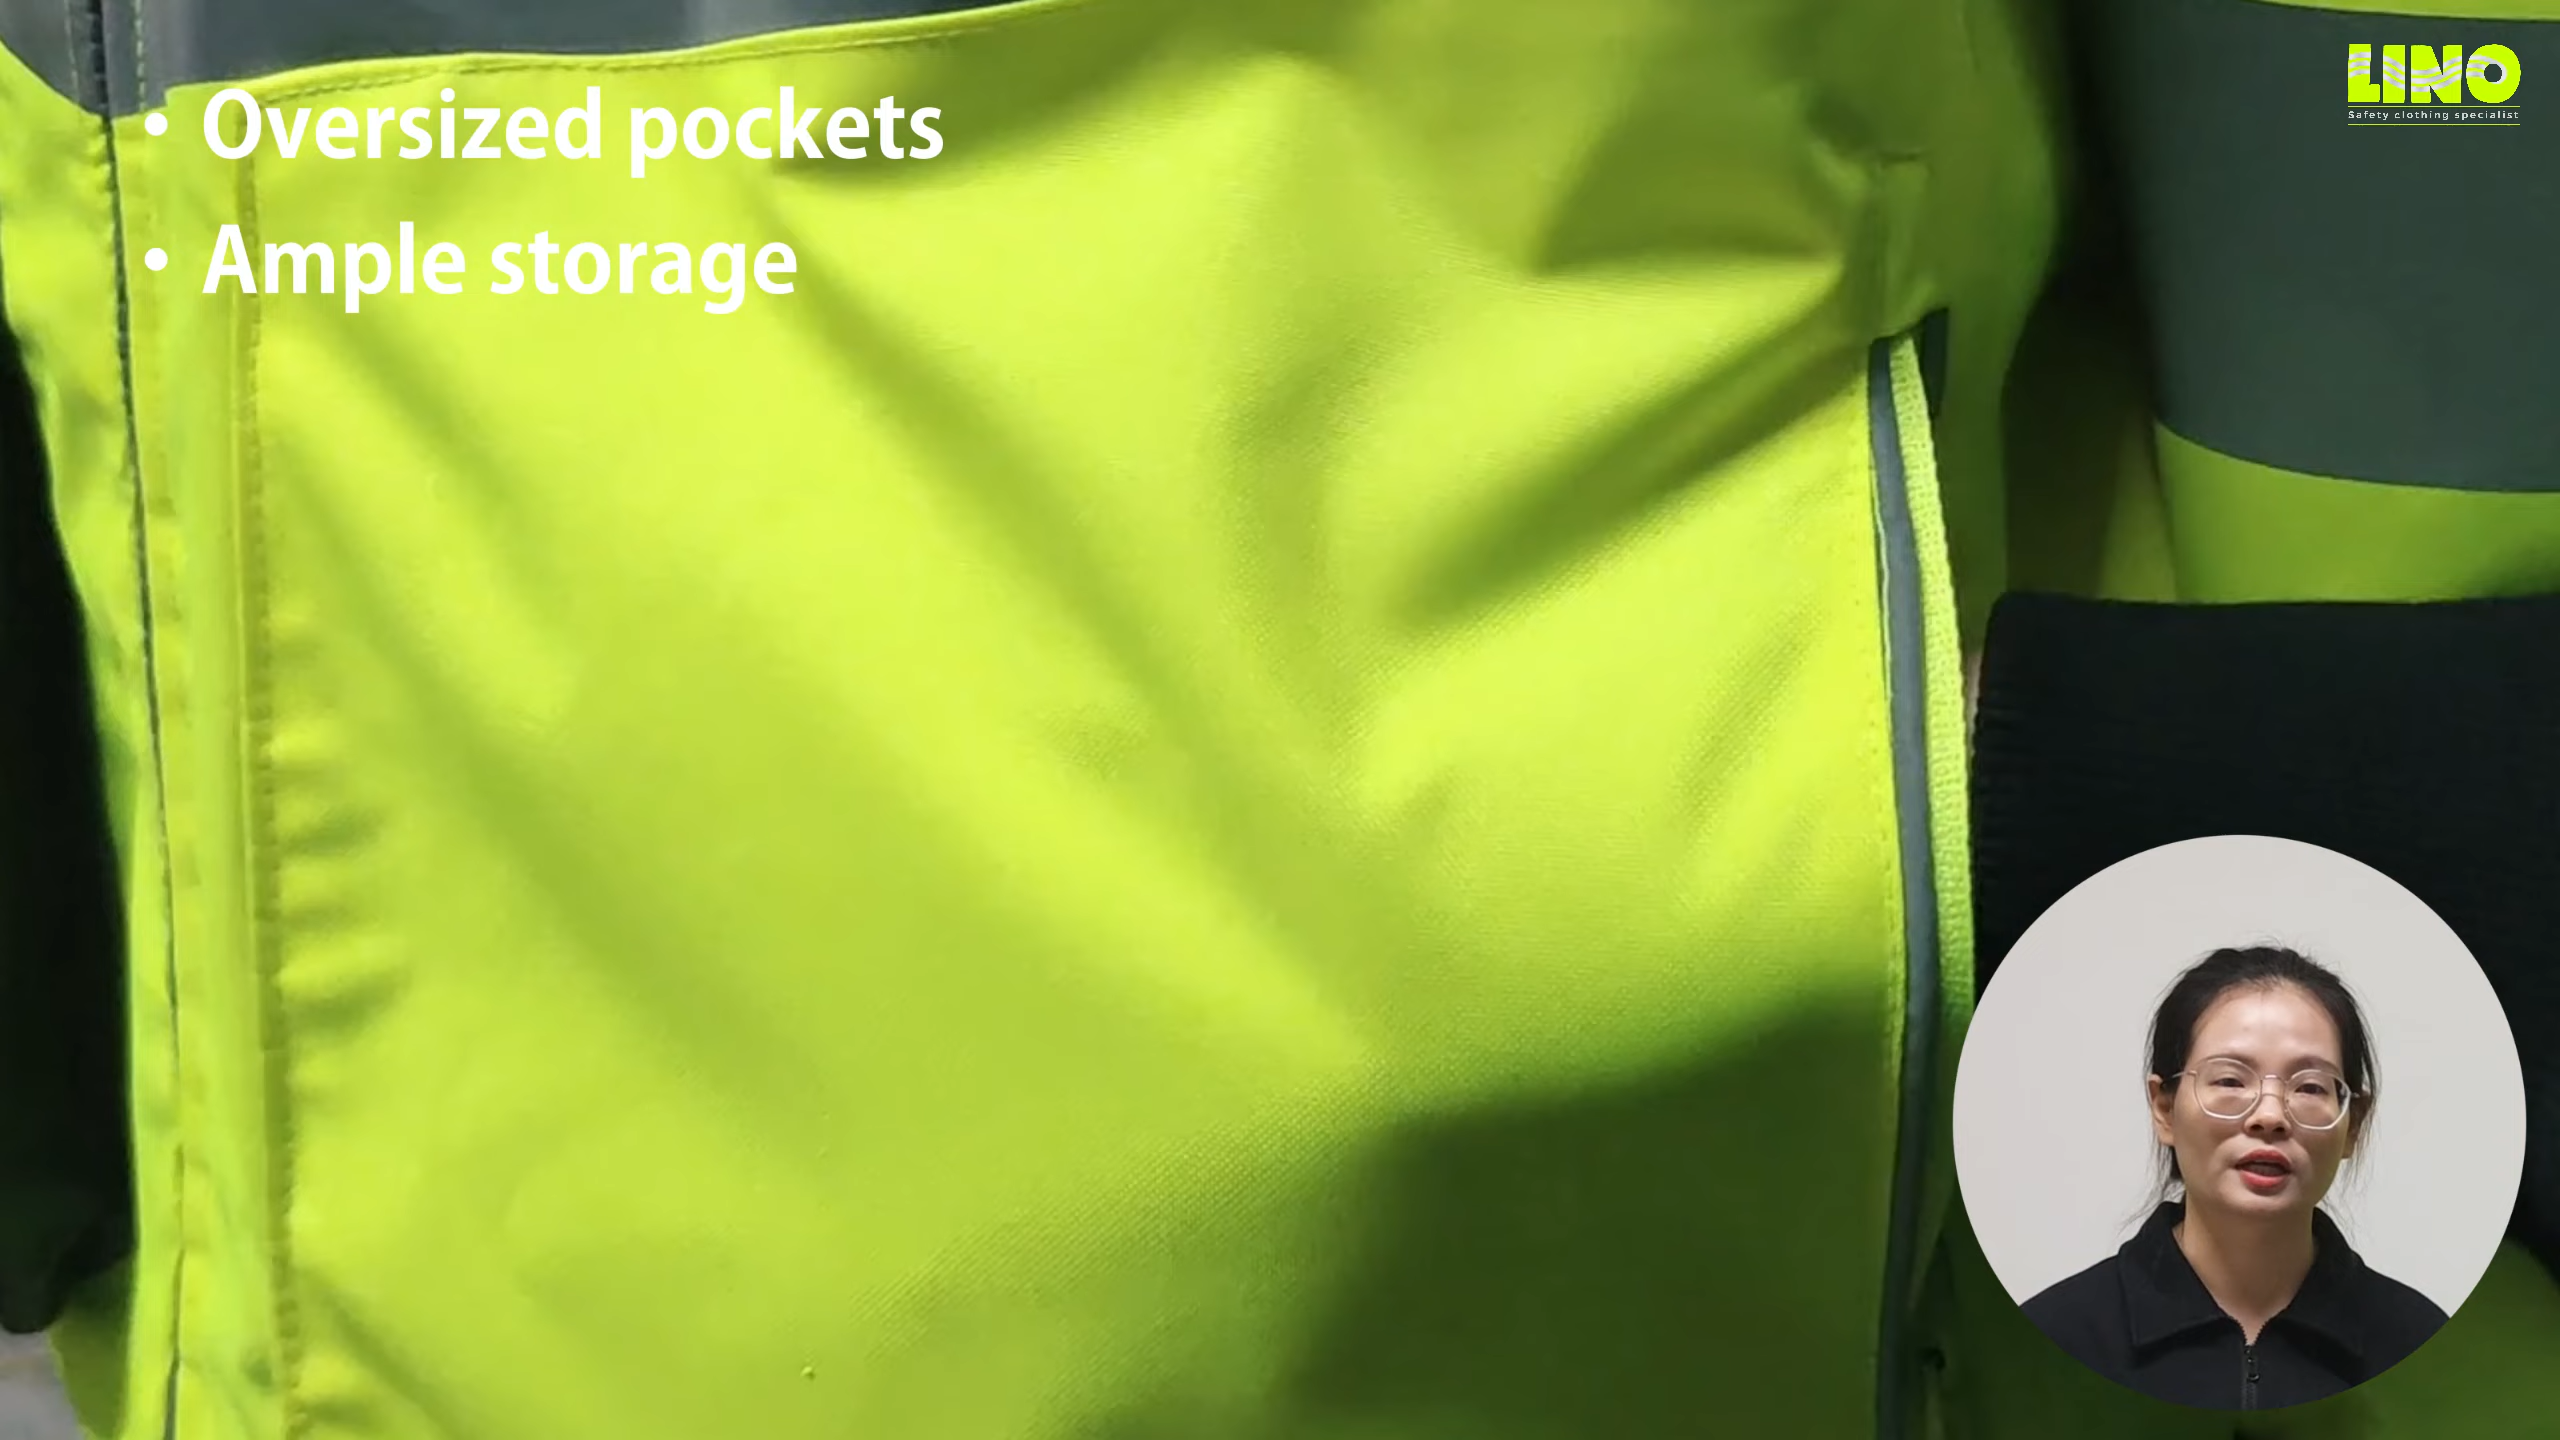 • Oversized pockets
• Ample storage
LINO
Safety clothing specialist